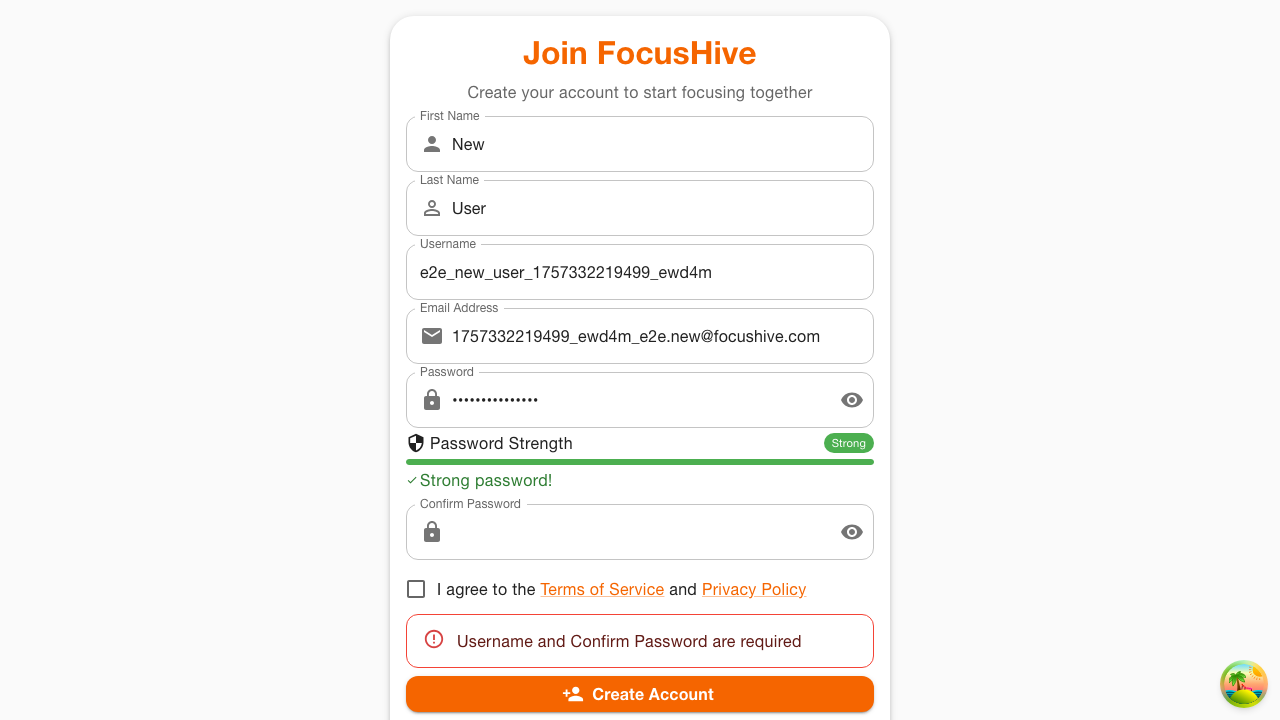 Join FocusHive
Create your account to start focusing together
First Name
New
Last Name
User
Username
e2e_new_user_1757332219499_ewd4m
Email Address
1757332219499_ewd4m_e2e.new@focushive.com
Password
•••••••••••••••
Password Strength
Strong
Strong password!
Confirm Password
I agree to the Terms of Service and Privacy Policy
Username and Confirm Password are required
Create Account